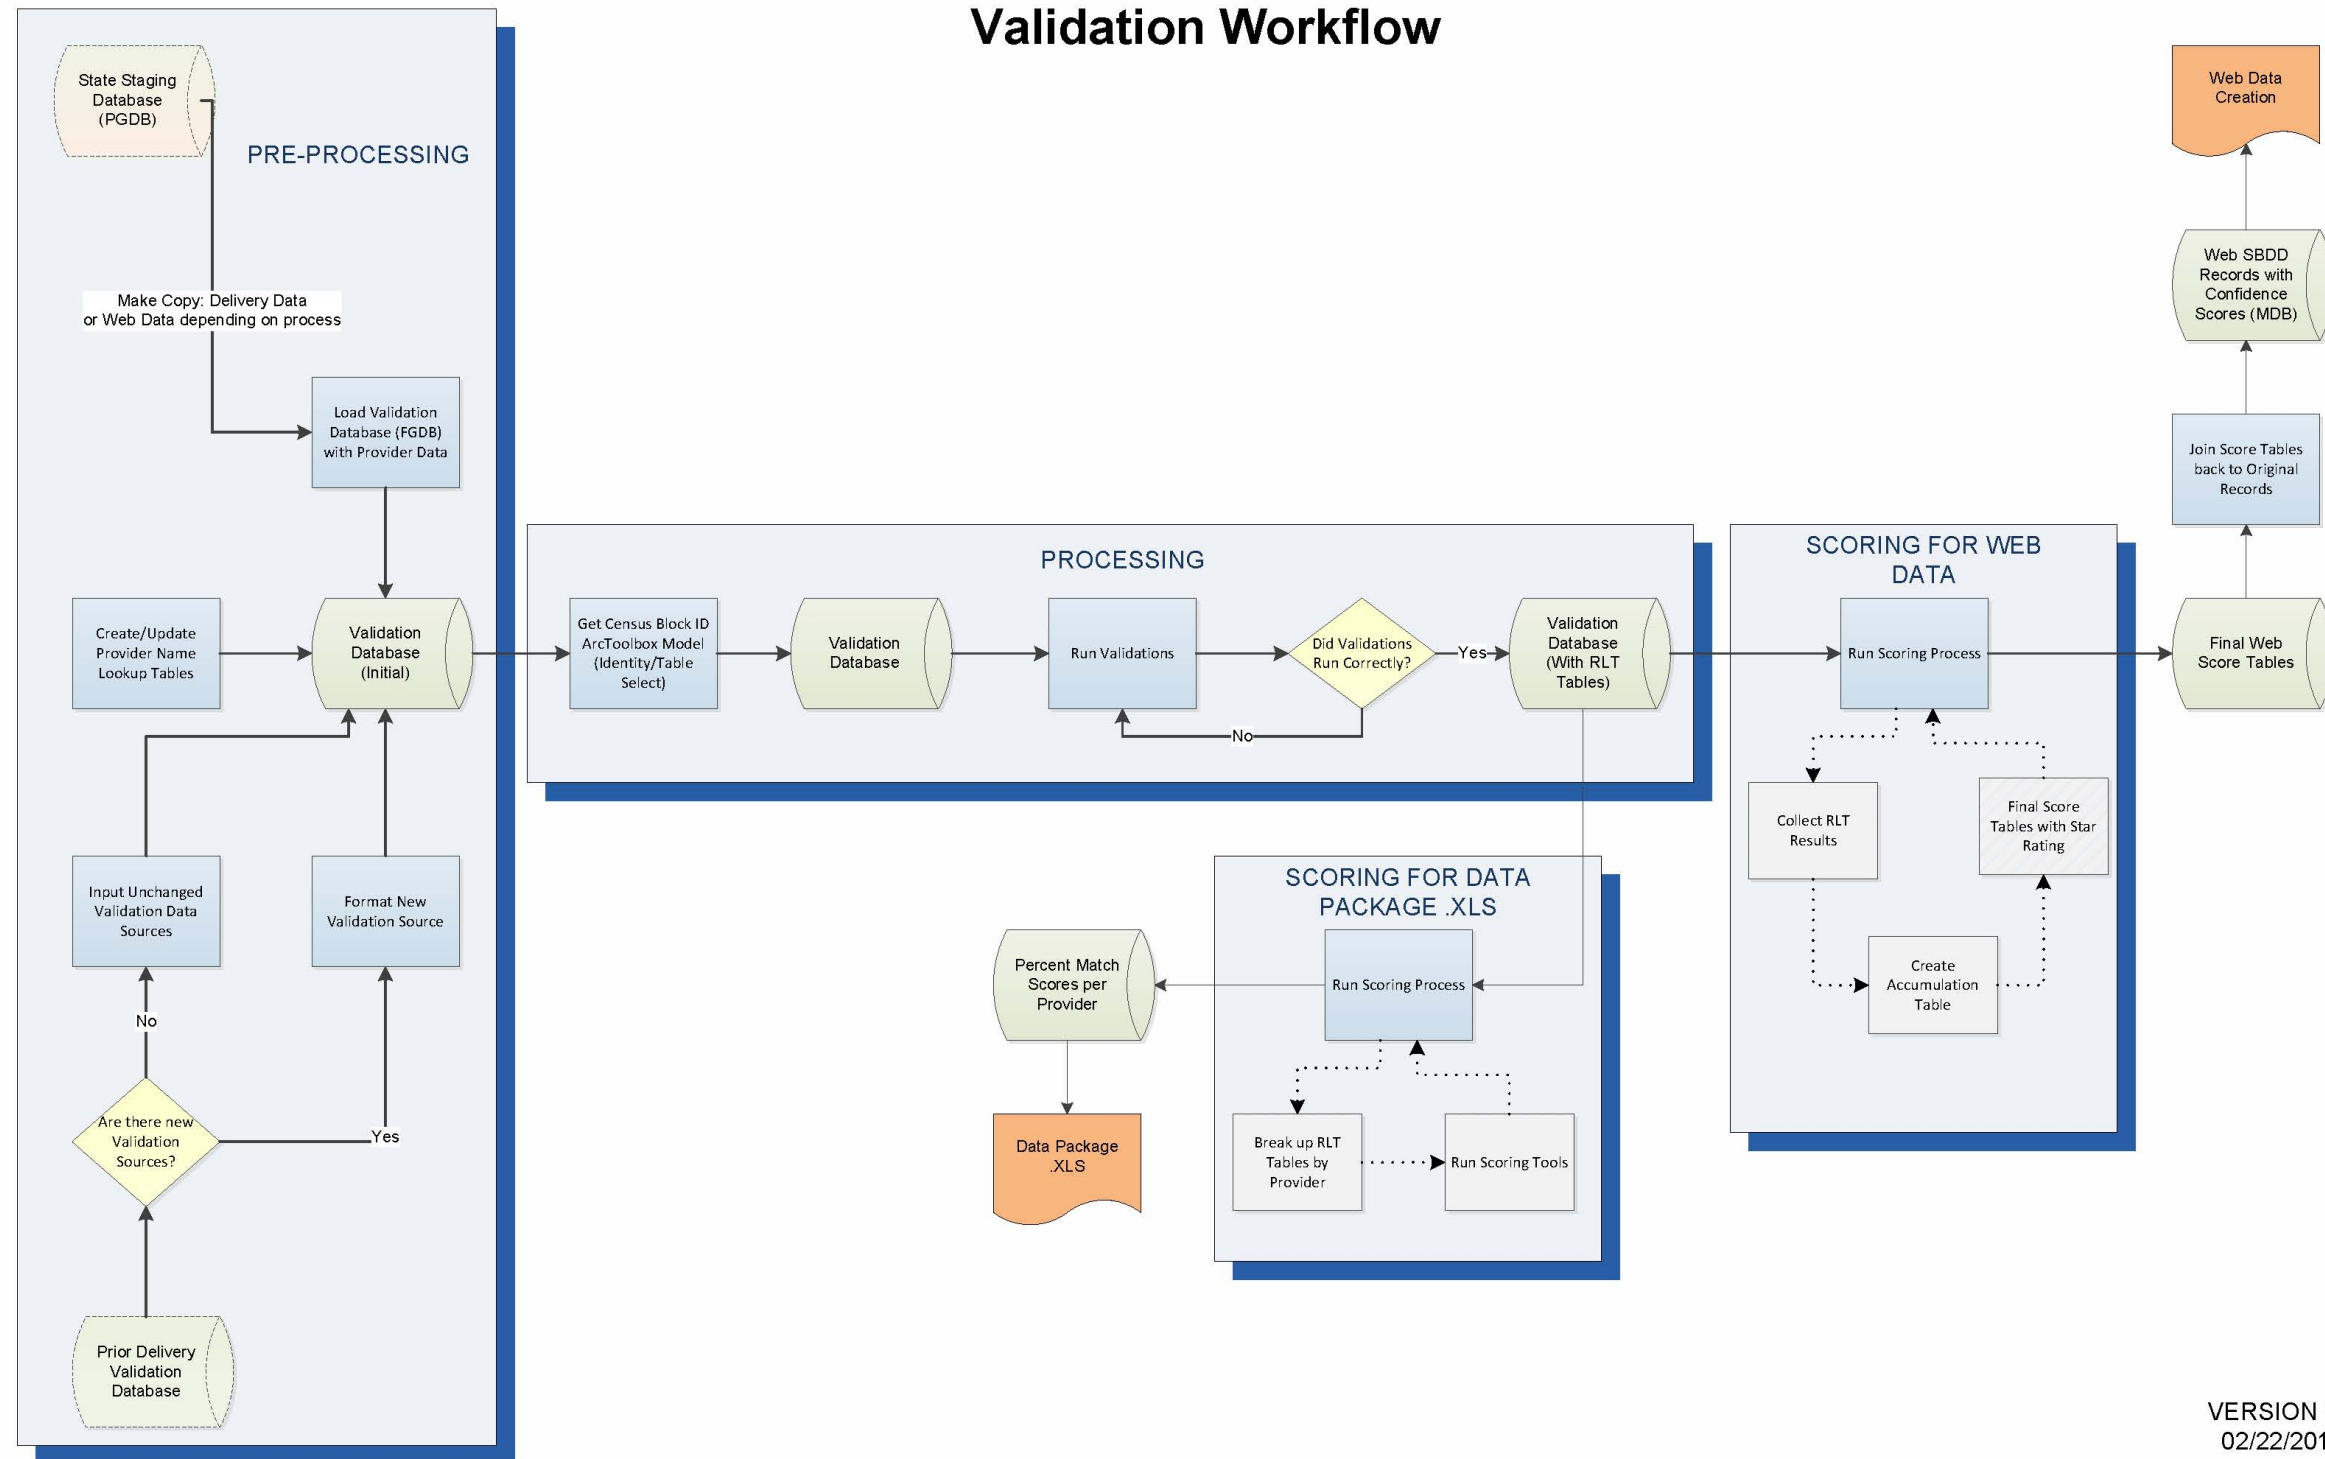 Validation Workflow
State Staging
Database
(PGDB)
PRE-PROCESSING
Make Copy: Delivery Data
or Web Data depending on process
Load Validation
Database (FGDB)
with Provider Data
Create/Update
Provider Name
Lookup Tables
Validation
Database
(Initial)
Input Unchanged
Validation Data
Sources
Format New
Validation Source
No
Are there new
Validation
Sources?
Yes
Prior Delivery
Validation
Database
PROCESSING
Get Census Block ID
ArcToolbox Model
(Identity/Table
Select)
Validation
Database
Run Validations
Did Validations
Run Correctly?
Yes
No
Validation
Database
(With RLT
Tables)
SCORING FOR DATA
PACKAGE .XLS
Run Scoring Process
Percent Match
Scores per
Provider
Data Package
.XLS
Break up RLT
Tables by
Provider
Run Scoring Tools
SCORING FOR WEB
DATA
Run Scoring Process
Collect RLT
Results
Create
Accumulation
Table
Final Score
Tables with Star
Rating
Final Web
Score Tables
Join Score Tables
back to Original
Records
Web SBDD
Records with
Confidence
Scores (MDB)
Web Data
Creation
VERSION
02/22/201